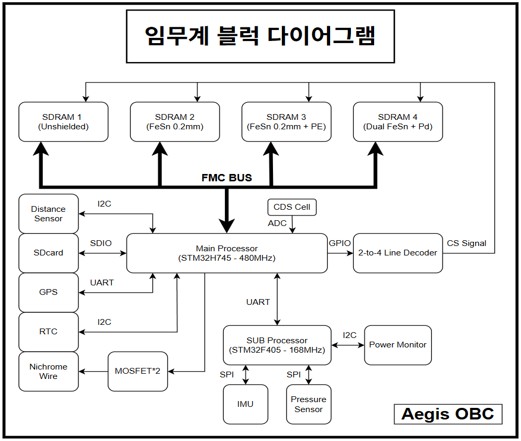 임무계 블럭 다이어그램
SDRAM 1
(Unshielded)
SDRAM 2
(FeSn 0.2mm)
SDRAM 3
(FeSn 0.2mm + PE)
SDRAM 4
(Dual FeSn + Pd)
FMC BUS
Distance
Sensor
I2C
CDS Cell
ADC
SDcard
SDIO
Main Processor
(STM32H745 - 480MHz)
GPIO
2-to-4 Line Decoder
CS Signal
GPS
UART
UART
RTC
I2C
SUB Processor
(STM32F405 - 168MHz)
I2C
Power Monitor
Nichrome
Wire
MOSFET*2
SPI
SPI
IMU
Pressure
Sensor
Aegis OBC